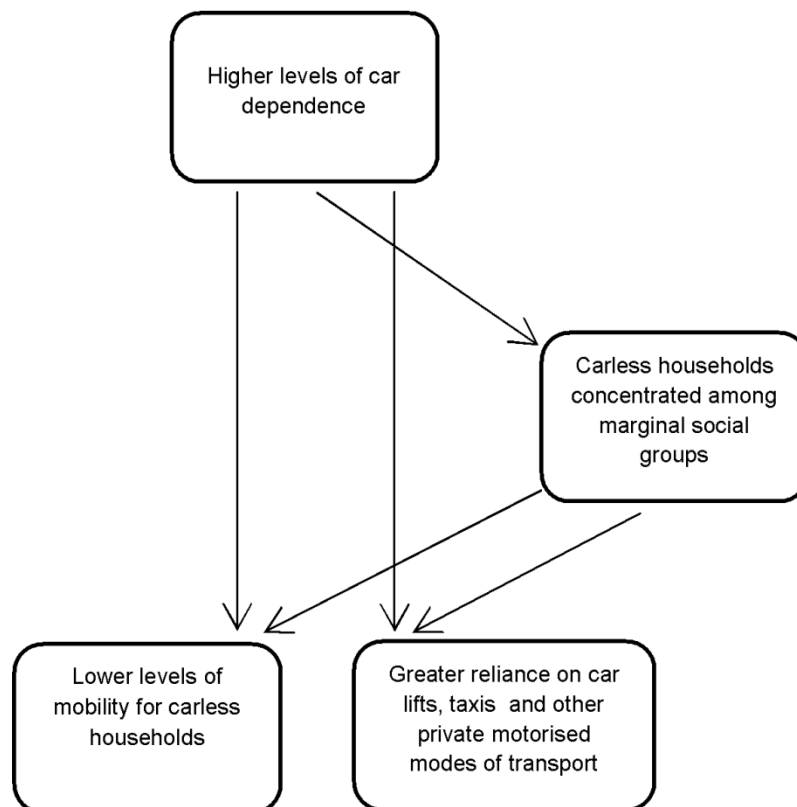 Higher levels of car
dependence
Carless households
concentrated among
marginal social
groups
Lower levels of
mobility for carless
households
Greater reliance on car
lifts, taxis and other
private motorised
modes of transport